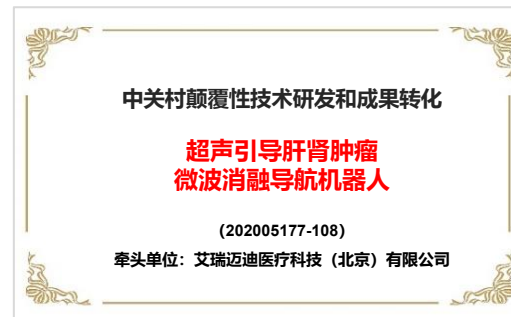 中关村颠覆性技术研发和成果转化
超声引导肝肾肿瘤
微波消融导航机器人
（202005177-108）
牵头单位：艾瑞迈迪医疗科技（北京）有限公司